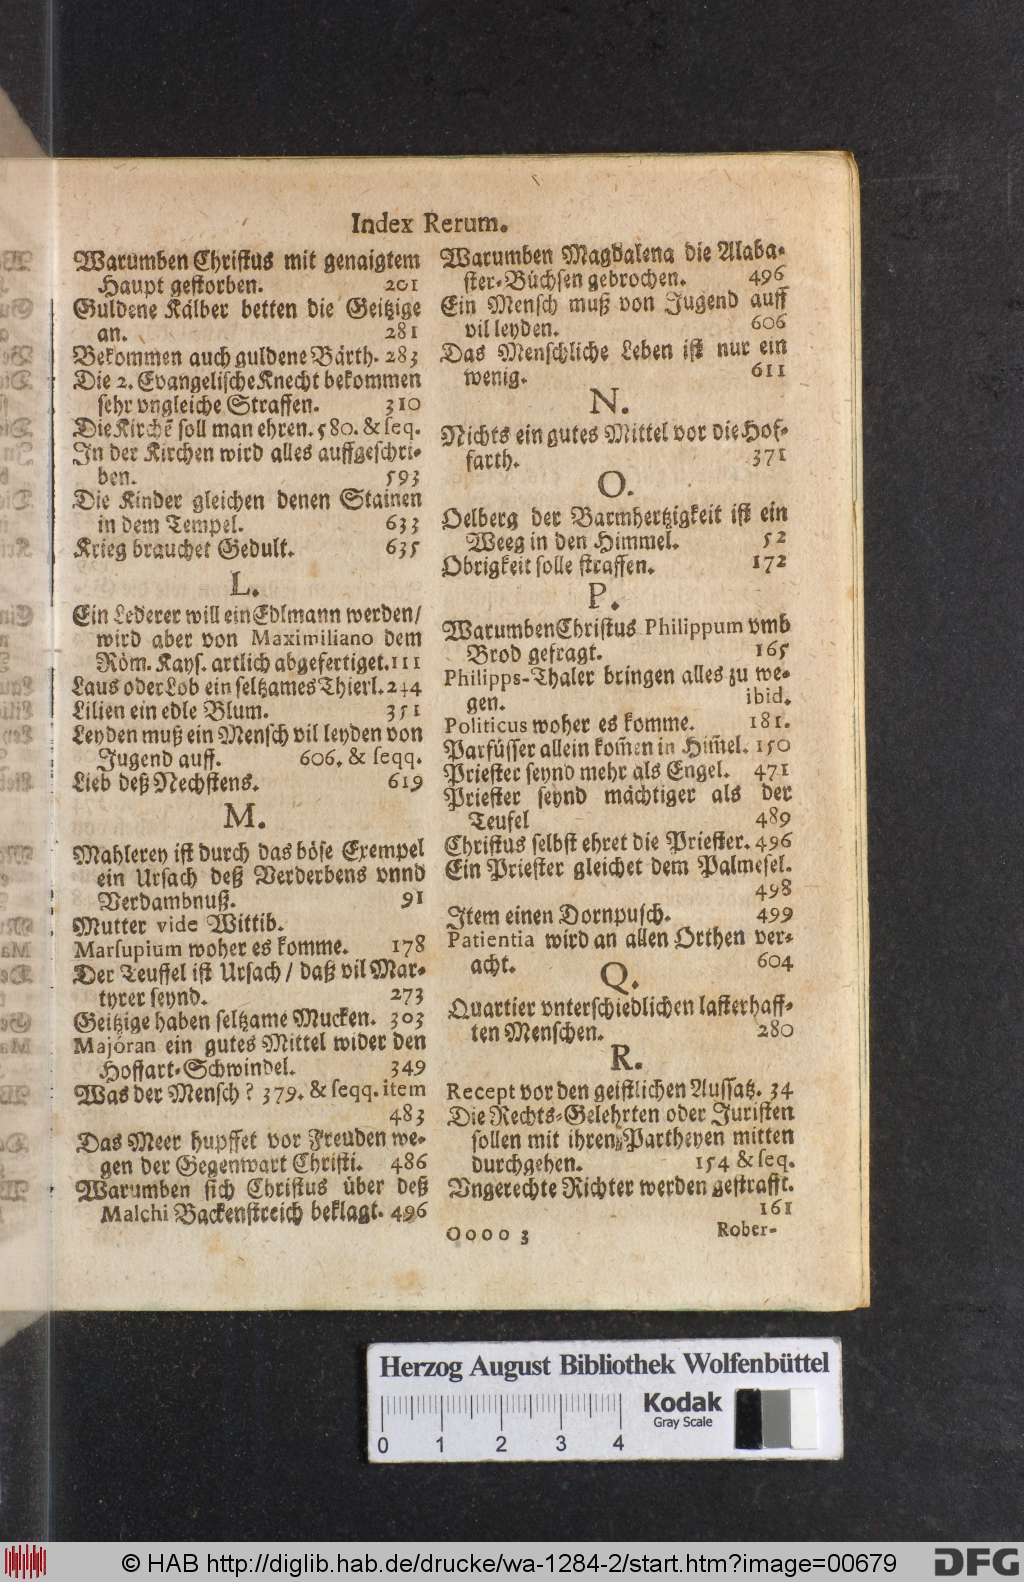 Index Rerum.
Warumben Christus mit genaigtem
Haupt gestorben. 201
Guldene Kälber betten die Geitzige
an. 281
Bekommen auch guldene Bärth. 283
Die 2. Evangelische Knecht bekommen
sehr vngleiche Straffen. 310
Die Kirchẽ soll man ehren. 580. & seq.
In der Kirchen wird alles auffgeschri-
ben. 593
Die Kinder gleichen denen Stainen
in dem Tempel. 633
Krieg brauchet Gedult. 635
L.
Ein Lederer will ein Edlmann werden/
wird aber von Maximiliano dem
Röm. Kays. artlich abgefertiget. 111
Laus oder Lob ein seltzames Thierl. 244
Lilien ein edle Blum. 351
Leyden muß ein Mensch vil leyden von
Jugend auff. 606. & seqq.
Lieb deß Nechstens. 619
M.
Mahlerey ist durch das böse Exempel
ein Ursach deß Verderbens vnnd
Verdambnuß. 91
Mutter vide Wittib.
Marsupium woher es komme. 178
Der Teuffel ist Ursach / daß vil Mar-
tyrer seynd. 273
Geitzige haben seltzame Mucken. 303
Majóran ein gutes Mittel wider den
Hoffart-Schwindel. 349
Was der Mensch? 379. & seqq. item
483
Das Meer hupffet vor Freuden we-
gen der Gegenwart Christi. 486
Warumben sich Christus über deß
Malchi Backenstreich beklagt. 496
Warumben Magdalena die Alaba-
ster-Büchsen gebrochen. 496
Ein Mensch muß von Jugend auff
vil leyden. 606
Das Menschliche Leben ist nur ein
wenig. 611
N.
Nichts ein gutes Mittel vor die Hof-
farth. 371
O.
Oelberg der Barmhertzigkeit ist ein
Weeg in den Himmel. 52
Obrigkeit solle straffen. 172
P.
Warumben Christus Philippum vmb
Brod gefragt. 165
Philipps-Thaler bringen alles zu we-
gen. ibid.
Politicus woher es komme. 181.
Parfüsser allein kom̃en in Him̃el. 150
Priester seynd mehr als Engel. 471
Priester seynd mächtiger als der
Teufel 489
Christus selbst ehret die Priester. 496
Ein Priester gleichet dem Palmesel.
498
Item einen Dornpusch. 499
Patientia wird an allen Orthen ver-
acht. 604
Q.
Quartier vnterschiedlichen lasterhaff-
ten Menschen. 280
R.
Recept vor den geistlichen Aussatz. 34
Die Rechts-Gelehrten oder Juristen
sollen mit ihren Partheyen mitten
durchgehen. 154 & seq.
Vngerechte Richter werden gestrafft.
161
Oooo 3 Rober-
Herzog August Bibliothek Wolfenbüttel
Kodak
Gray Scale
0 1 2 3 4
© HAB http://diglib.hab.de/drucke/wa-1284-2/start.htm?image=00679
DFG